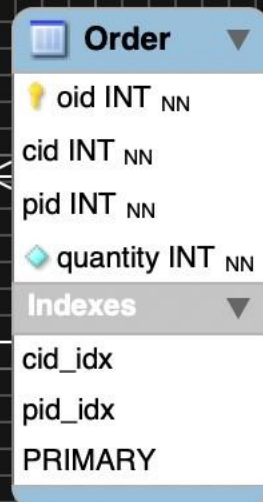 Order
oid INT NN
cid INT NN
pid INT NN
quantity INT NN
Indexes
cid_idx
pid_idx
PRIMARY